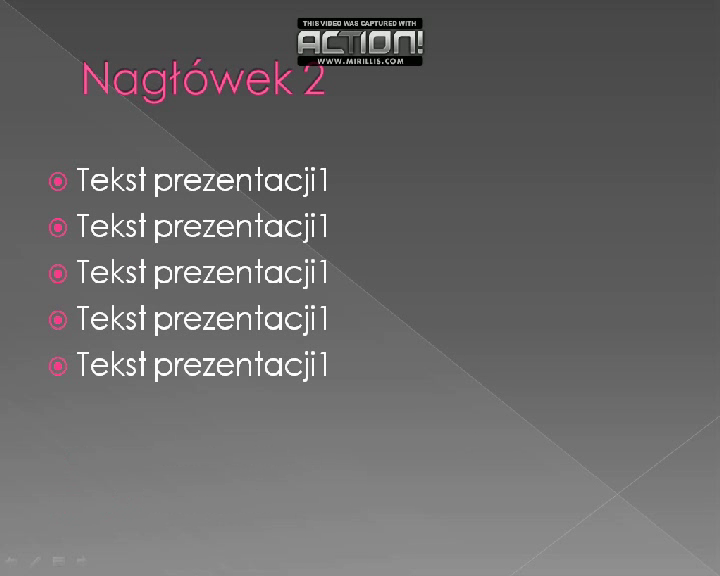 THIS VIDEO WAS CAPTURED WITH
ACTION!
WWW.MIRILLIS.COM
Nagłówek 2
Tekst prezentacji1
Tekst prezentacji1
Tekst prezentacji1
Tekst prezentacji1
Tekst prezentacji1